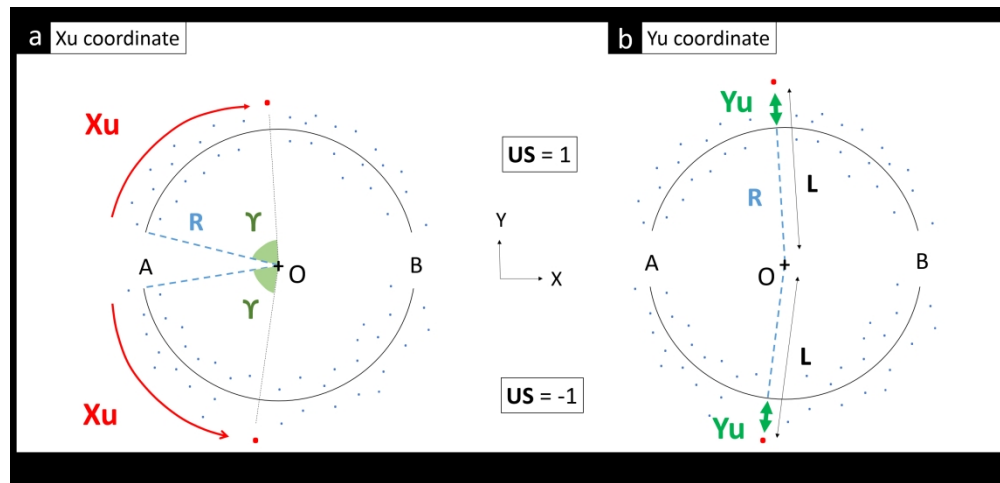 a Xu coordinate
Xu
R
ϒ
A
O
B
ϒ
Xu
US = 1
Y
X
US = -1
b Yu coordinate
Yu
R
L
A
O
B
L
Yu